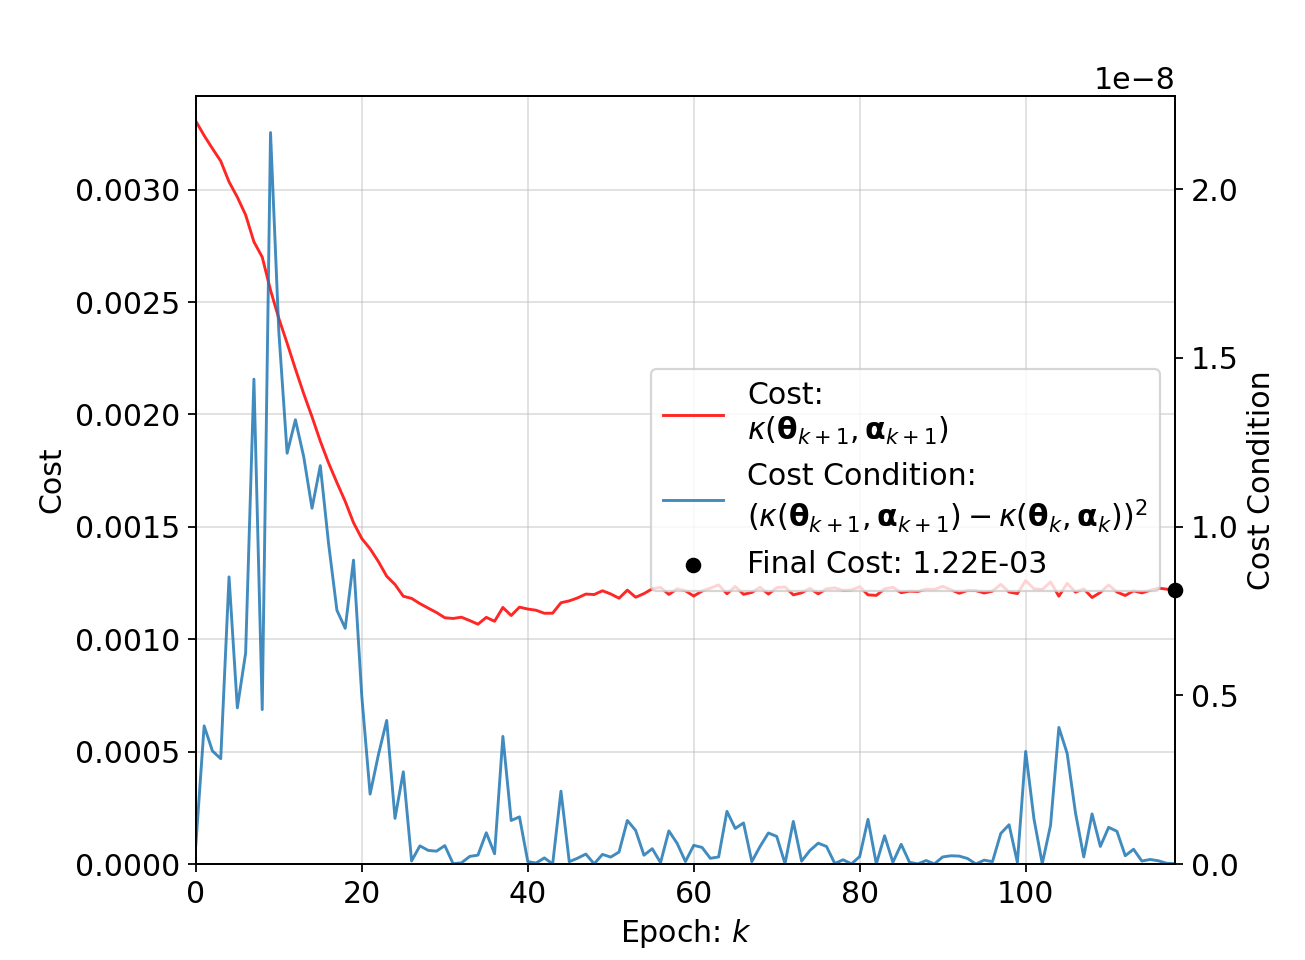 1e−8
0.0030
0.0025
0.0020
0.0015
0.0010
0.0005
0.0000
Cost
2.0
1.5
1.0
0.5
0.0
Cost Condition
Cost:
κ(θ_{k+1}, α_{k+1})
Cost Condition:
(κ(θ_{k+1}, α_{k+1}) − κ(θ_k, α_k))²
Final Cost: 1.22E-03
0 20 40 60 80 100
Epoch: k